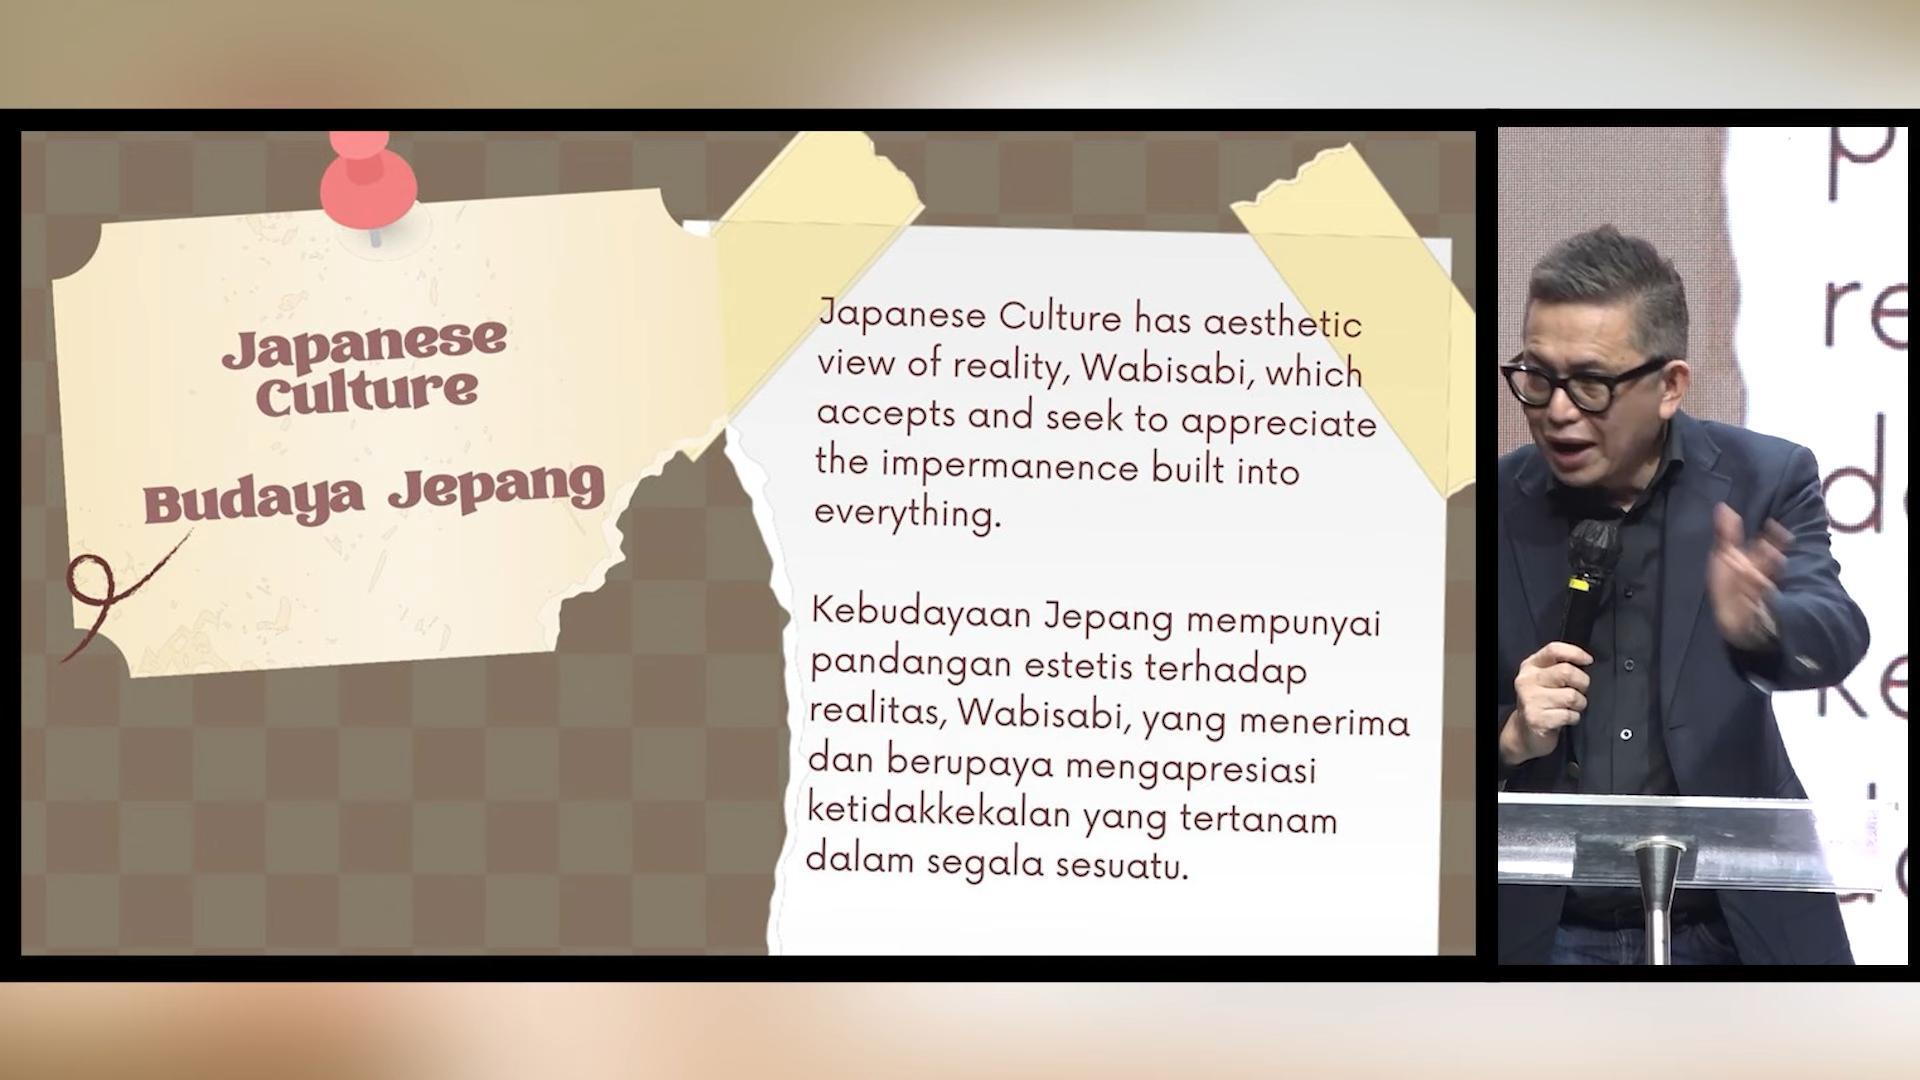 Japanese
Culture
Budaya Jepang
Japanese Culture has aesthetic
view of reality, Wabisabi, which
accepts and seek to appreciate
the impermanence built into
everything.
Kebudayaan Jepang mempunyai
pandangan estetis terhadap
realitas, Wabisabi, yang menerima
dan berupaya mengapresiasi
ketidakkekalan yang tertanam
dalam segala sesuatu.